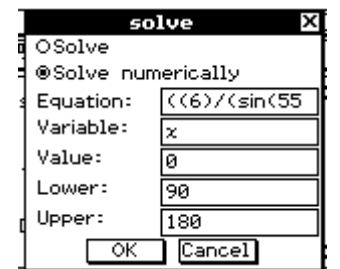 solve
Solve
Solve numerically
Equation: ((6)/(sin(55
Variable: x
Value: 0
Lower: 90
Upper: 180
OK Cancel